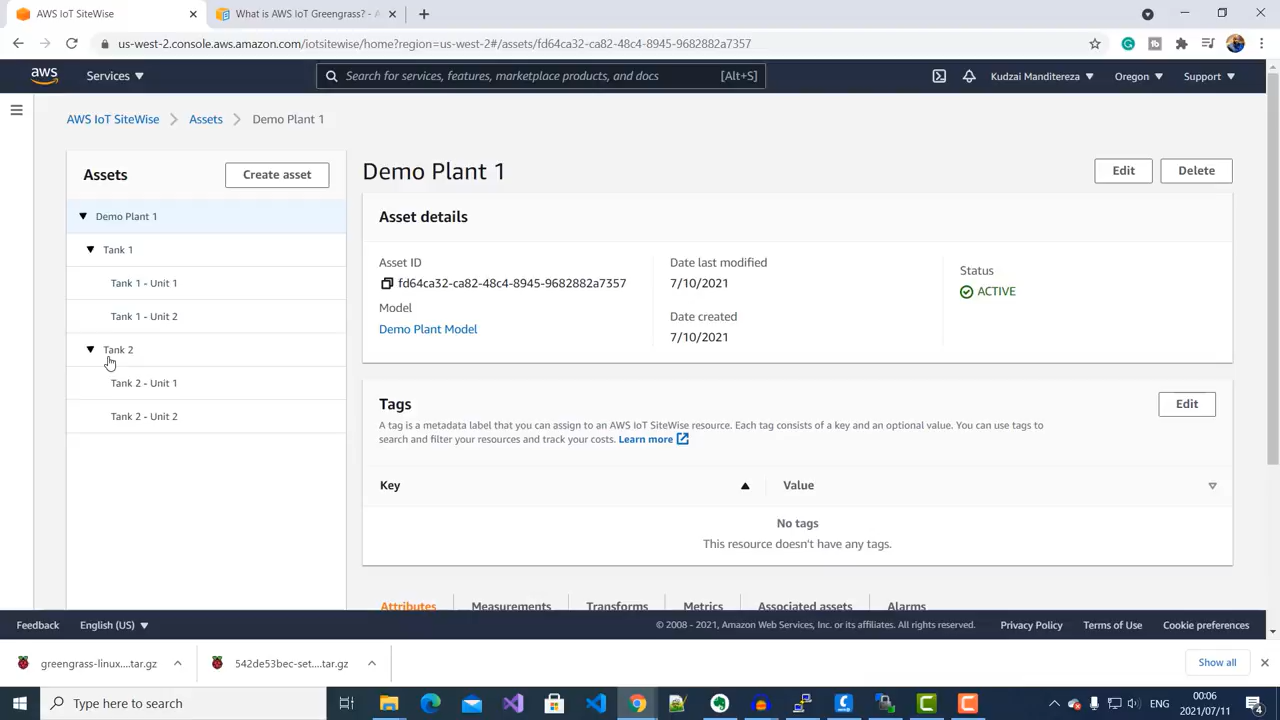 AWS IoT SiteWise
What is AWS IoT Greengrass? - A
us-west-2.console.aws.amazon.com/iotsitewise/home?region=us-west-2#/assets/fd64ca32-ca82-48c4-8945-9682882a7357
aws
Services
Search for services, features, marketplace products, and docs
[Alt+S]
Kudzai Manditereza
Oregon
Support
AWS IoT SiteWise
Assets
Demo Plant 1
Assets
Create asset
Demo Plant 1
Tank 1
Tank 1 - Unit 1
Tank 1 - Unit 2
Tank 2
Tank 2 - Unit 1
Tank 2 - Unit 2
Demo Plant 1
Edit
Delete
Asset details
Asset ID
fd64ca32-ca82-48c4-8945-9682882a7357
Model
Demo Plant Model
Date last modified
7/10/2021
Date created
7/10/2021
Status
ACTIVE
Tags
Edit
A tag is a metadata label that you can assign to an AWS IoT SiteWise resource. Each tag consists of a key and an optional value. You can use tags to
search and filter your resources and track your costs. Learn more
Key
Value
No tags
This resource doesn't have any tags.
Attributes
Measurements
Transforms
Metrics
Associated assets
Alarms
Feedback
English (US)
© 2008 - 2021, Amazon Web Services, Inc. or its affiliates. All rights reserved.
Privacy Policy
Terms of Use
Cookie preferences
greengrass-linux....tar.gz
542de53bec-set....tar.gz
Show all
Type here to search
ENG
00:06
2021/07/11
4